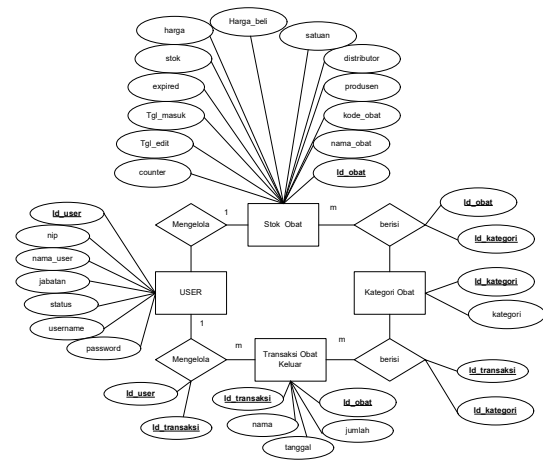 Harga_beli
harga
satuan
stok
distributor
expired
produsen
Tgl_masuk
kode_obat
Tgl_edit
nama_obat
counter
Id_obat
Id_user
Mengelola
1
Stok Obat
m
berisi
Id_obat
Id_kategori
nip
nama_user
jabatan
status
username
password
USER
Kategori Obat
Id_kategori
kategori
1
Mengelola
m
Transaksi Obat
Keluar
m
berisi
Id_transaksi
Id_kategori
Id_user
Id_transaksi
Id_transaksi
nama
tanggal
jumlah
Id_obat